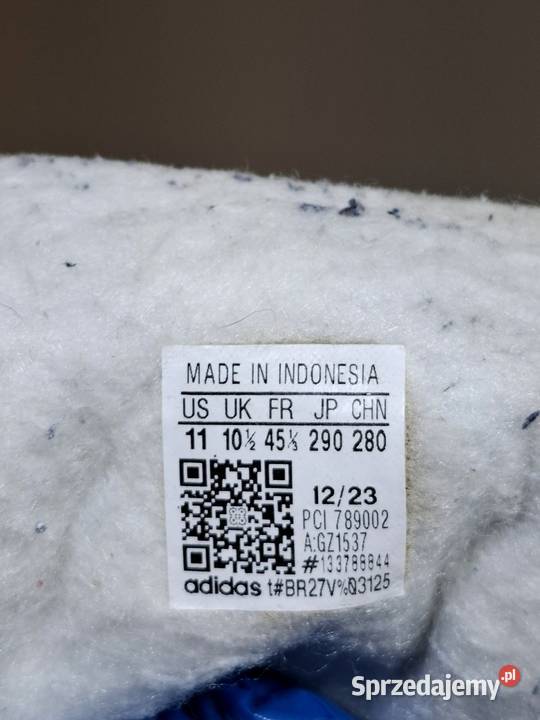 MADE IN INDONESIA
US UK FR JP CHN
11 10½ 45⅓ 290 280
12/23
PCI 789002
A:GZ1537
#133788844
adidas t#BR27V%03125
Sprzedajemy.pl